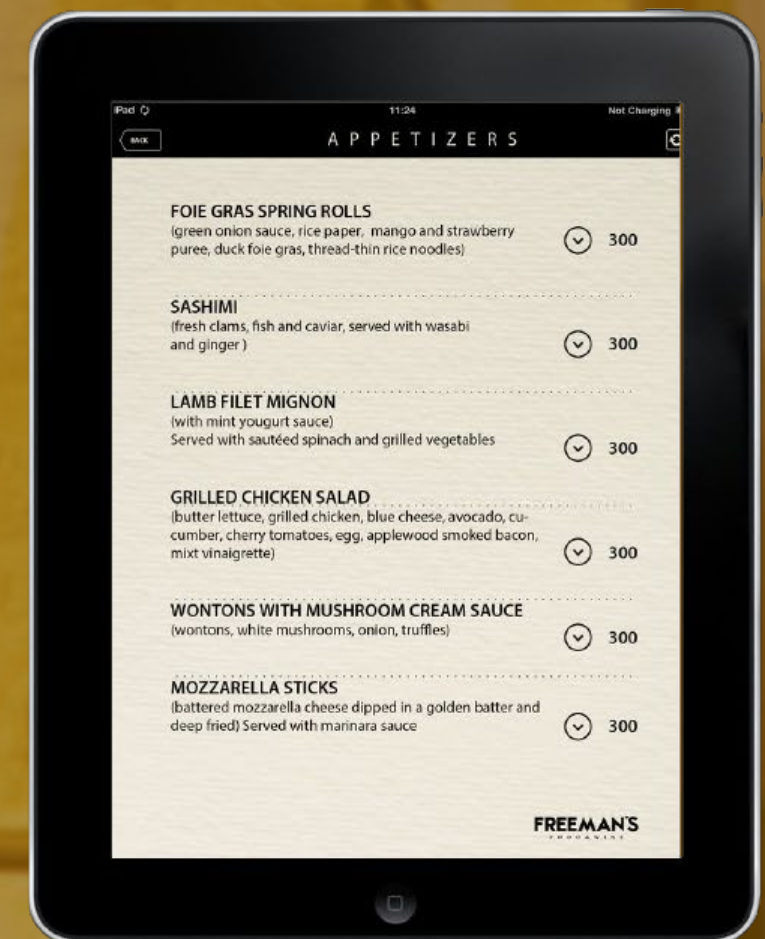 iPad 11:24 Not Charging
BACK APPETIZERS
FOIE GRAS SPRING ROLLS
(green onion sauce, rice paper, mango and strawberry
puree, duck foie gras, thread-thin rice noodles)
300
SASHIMI
(fresh clams, fish and caviar, served with wasabi
and ginger )
300
LAMB FILET MIGNON
(with mint yougurt sauce)
Served with sautéed spinach and grilled vegetables
300
GRILLED CHICKEN SALAD
(butter lettuce, grilled chicken, blue cheese, avocado, cu-
cumber, cherry tomatoes, egg, applewood smoked bacon,
mixt vinaigrette)
300
WONTONS WITH MUSHROOM CREAM SAUCE
(wontons, white mushrooms, onion, truffles)
300
MOZZARELLA STICKS
(battered mozzarella cheese dipped in a golden batter and
deep fried) Served with marinara sauce
300
FREEMAN'S